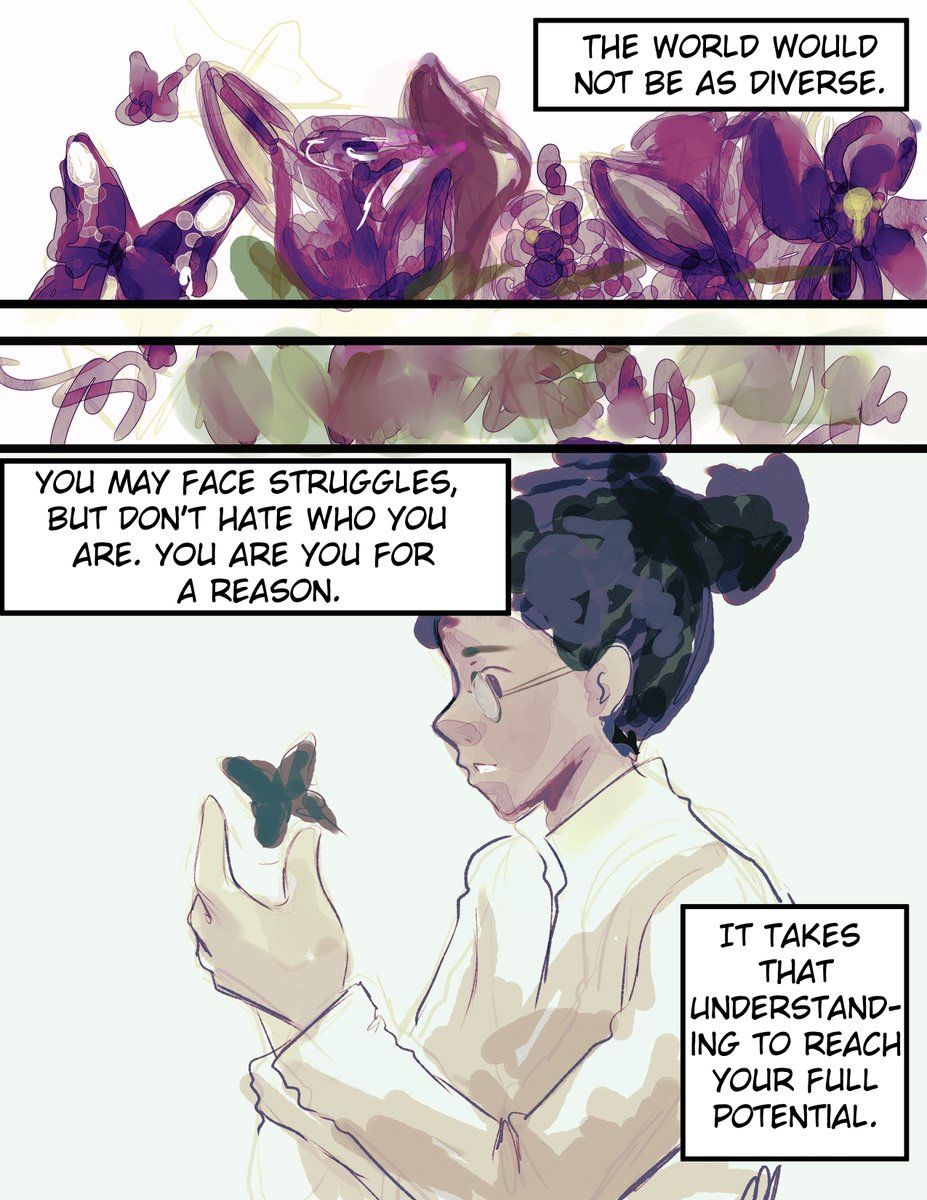 THE WORLD WOULD
NOT BE AS DIVERSE.
YOU MAY FACE STRUGGLES,
BUT DON'T HATE WHO YOU
ARE. YOU ARE YOU FOR
A REASON.
IT TAKES
THAT
UNDERSTAND-
ING TO REACH
YOUR FULL
POTENTIAL.